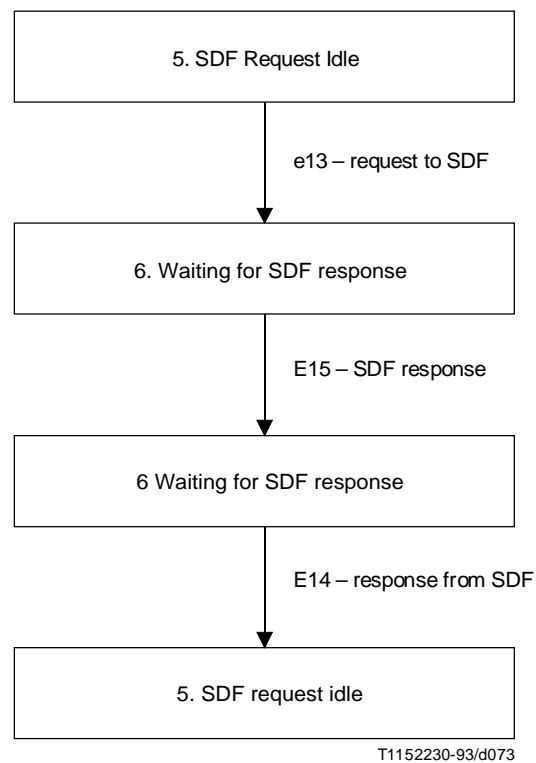 5. SDF Request Idle
e13 – request to SDF
6. Waiting for SDF response
E15 – SDF response
6 Waiting for SDF response
E14 – response from SDF
5. SDF request idle
T1152230-93/d073